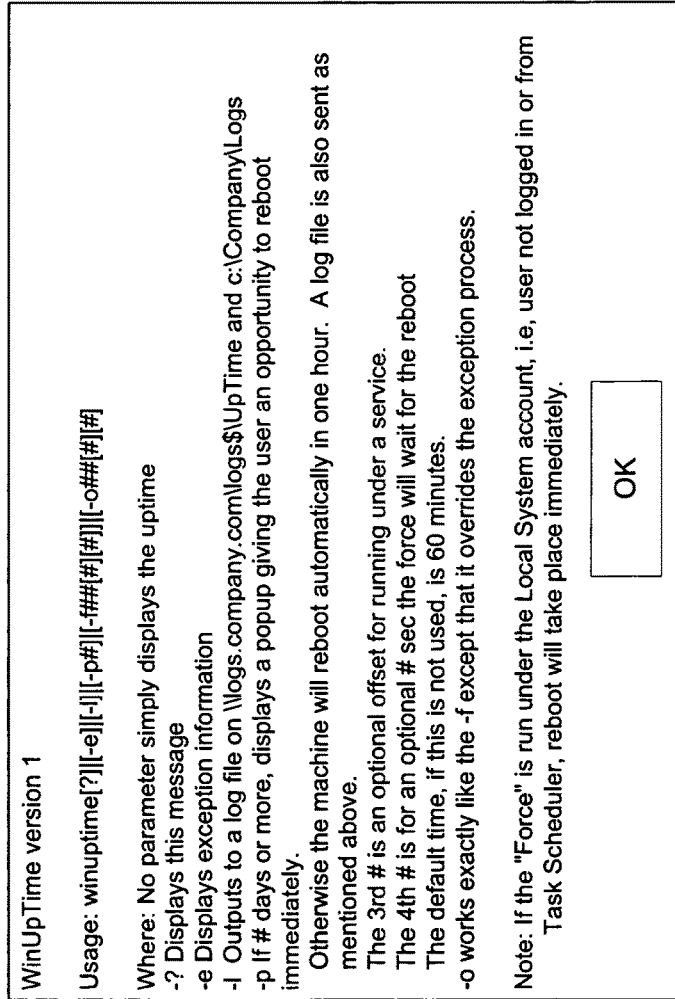 WinUpTime version 1
Usage: winuptime[?]|[-e]|[-l]|[-p#]|[-f##[#][#]]|[-o##[#][#]
Where: No parameter simply displays the uptime
-? Displays this message
-e Displays exception information
-l Outputs to a log file on \\logs.company.com\logs$\UpTime and c:\Company\Logs
-p If # days or more, displays a popup giving the user an opportunity to reboot
immediately.
Otherwise the machine will reboot automatically in one hour. A log file is also sent as
mentioned above.
The 3rd # is an optional offset for running under a service.
The 4th # is for an optional # sec the force will wait for the reboot
The default time, if this is not used, is 60 minutes.
-o works exactly like the -f except that it overrides the exception process.
Note: If the "Force" is run under the Local System account, i.e, user not logged in or from
Task Scheduler, reboot will take place immediately.
OK